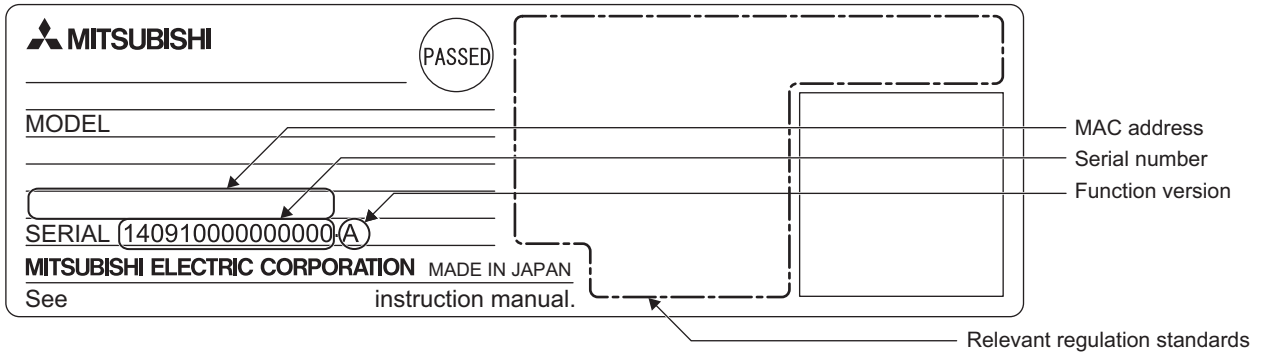 MITSUBISHI
PASSED
MODEL
MAC address
Serial number
Function version
SERIAL 140910000000000-A
MITSUBISHI ELECTRIC CORPORATION MADE IN JAPAN
See instruction manual.
Relevant regulation standards